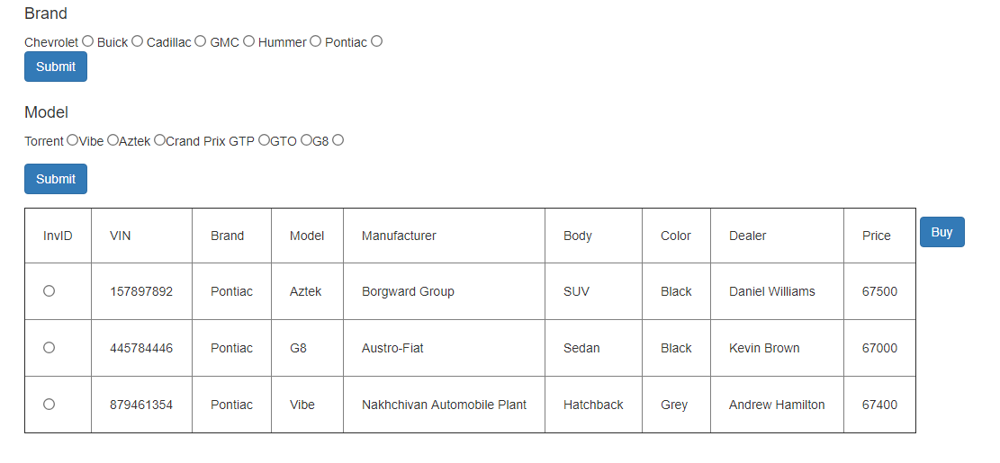 Brand
Chevrolet Buick Cadillac GMC Hummer Pontiac
Submit
Model
Torrent Vibe Aztek Crand Prix GTP GTO G8
Submit
InvID VIN Brand Model Manufacturer Body Color Dealer Price Buy
157897892 Pontiac Aztek Borgward Group SUV Black Daniel Williams 67500
445784446 Pontiac G8 Austro-Fiat Sedan Black Kevin Brown 67000
879461354 Pontiac Vibe Nakhchivan Automobile Plant Hatchback Grey Andrew Hamilton 67400